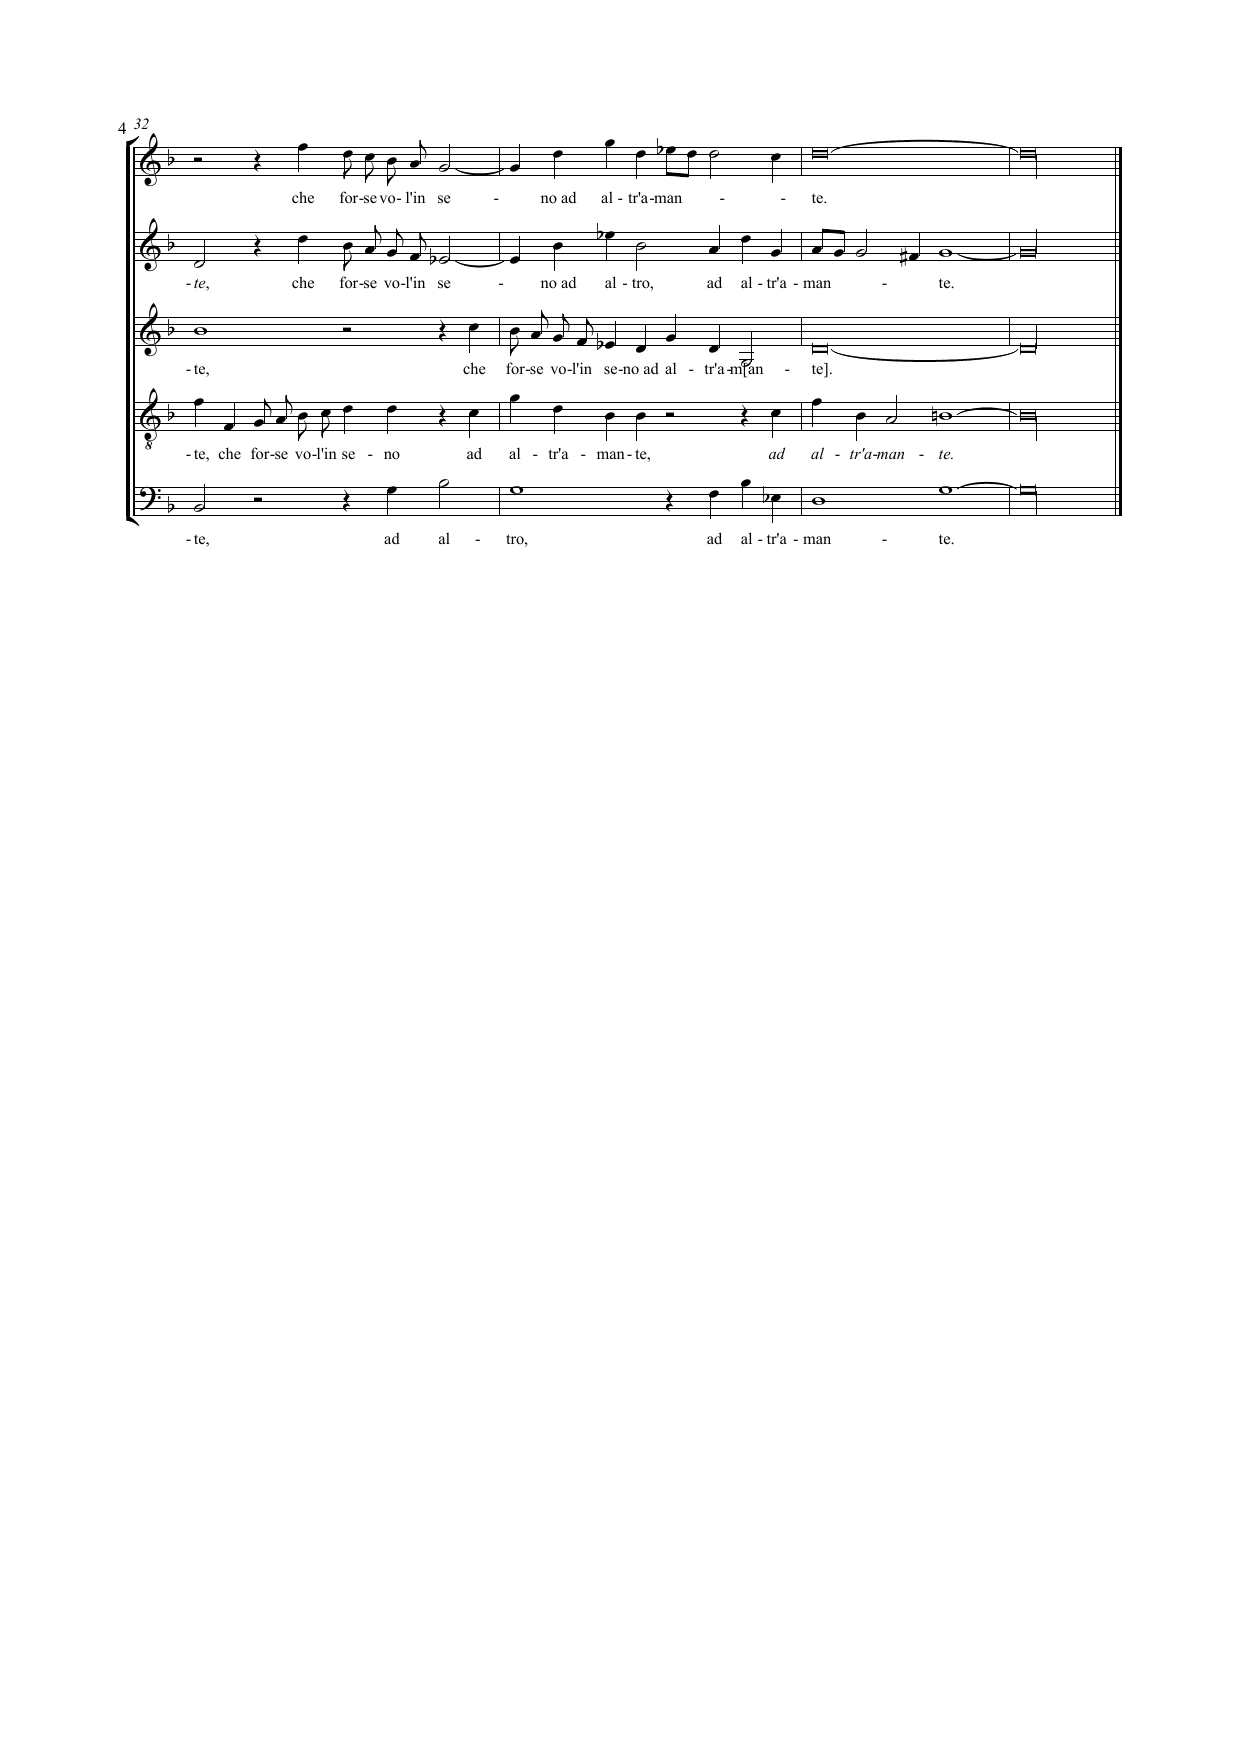 4 32
che for-se vo-l'in se - no ad al-tr'a-man - - te.
-te, che for-se vo-l'in se - no ad al-tro, ad al-tr'a-man - te.
-te, che for-se vo-l'in se-no ad al - tr'a-m[an - te].
-te, che for-se vo-l'in se - no ad al - tr'a - man-te, ad al - tr'a-man - te.
8
-te, ad al - tro, ad al-tr'a-man - te.